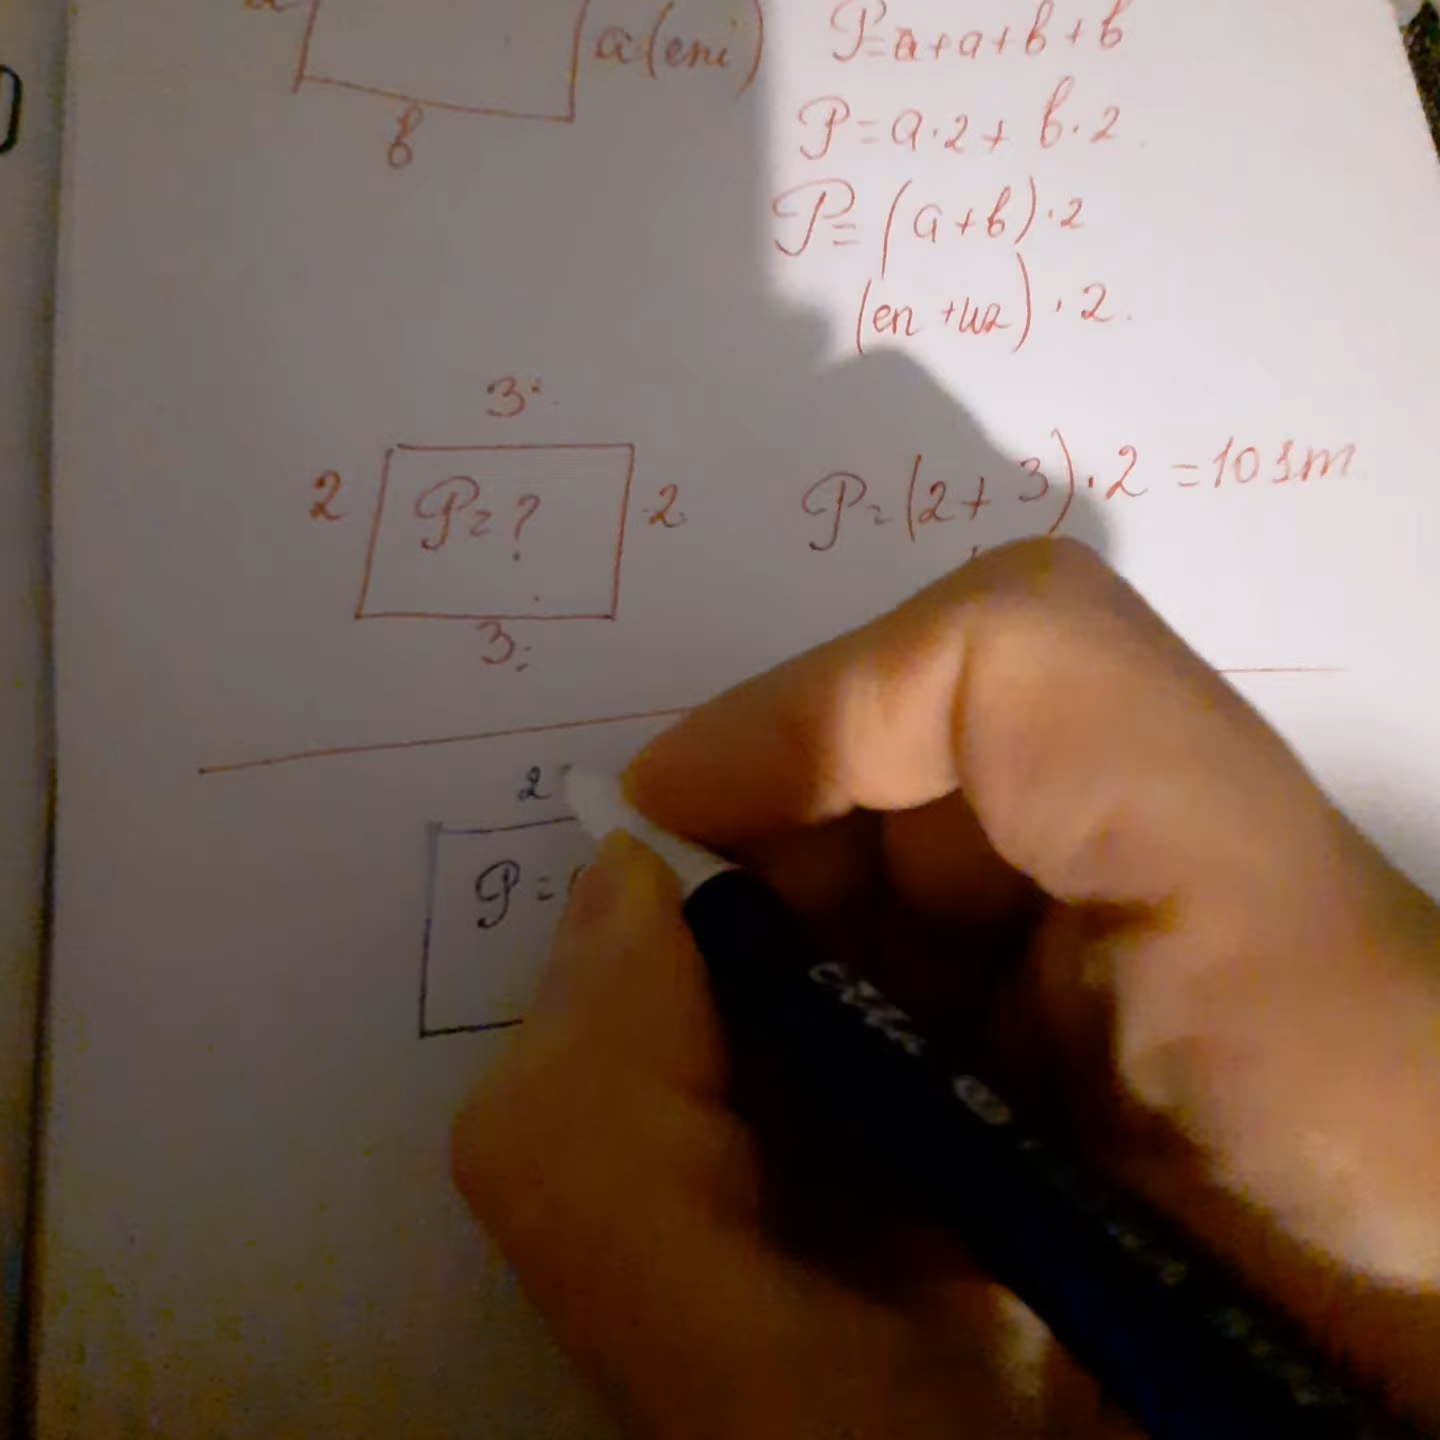 a
a(eni)
b
P=a+a+b+b
P=a·2+b·2
P=(a+b)·2
(en+uz)·2
3
2
P=?
2
3
P=(2+3)·2=10sm
2
P=